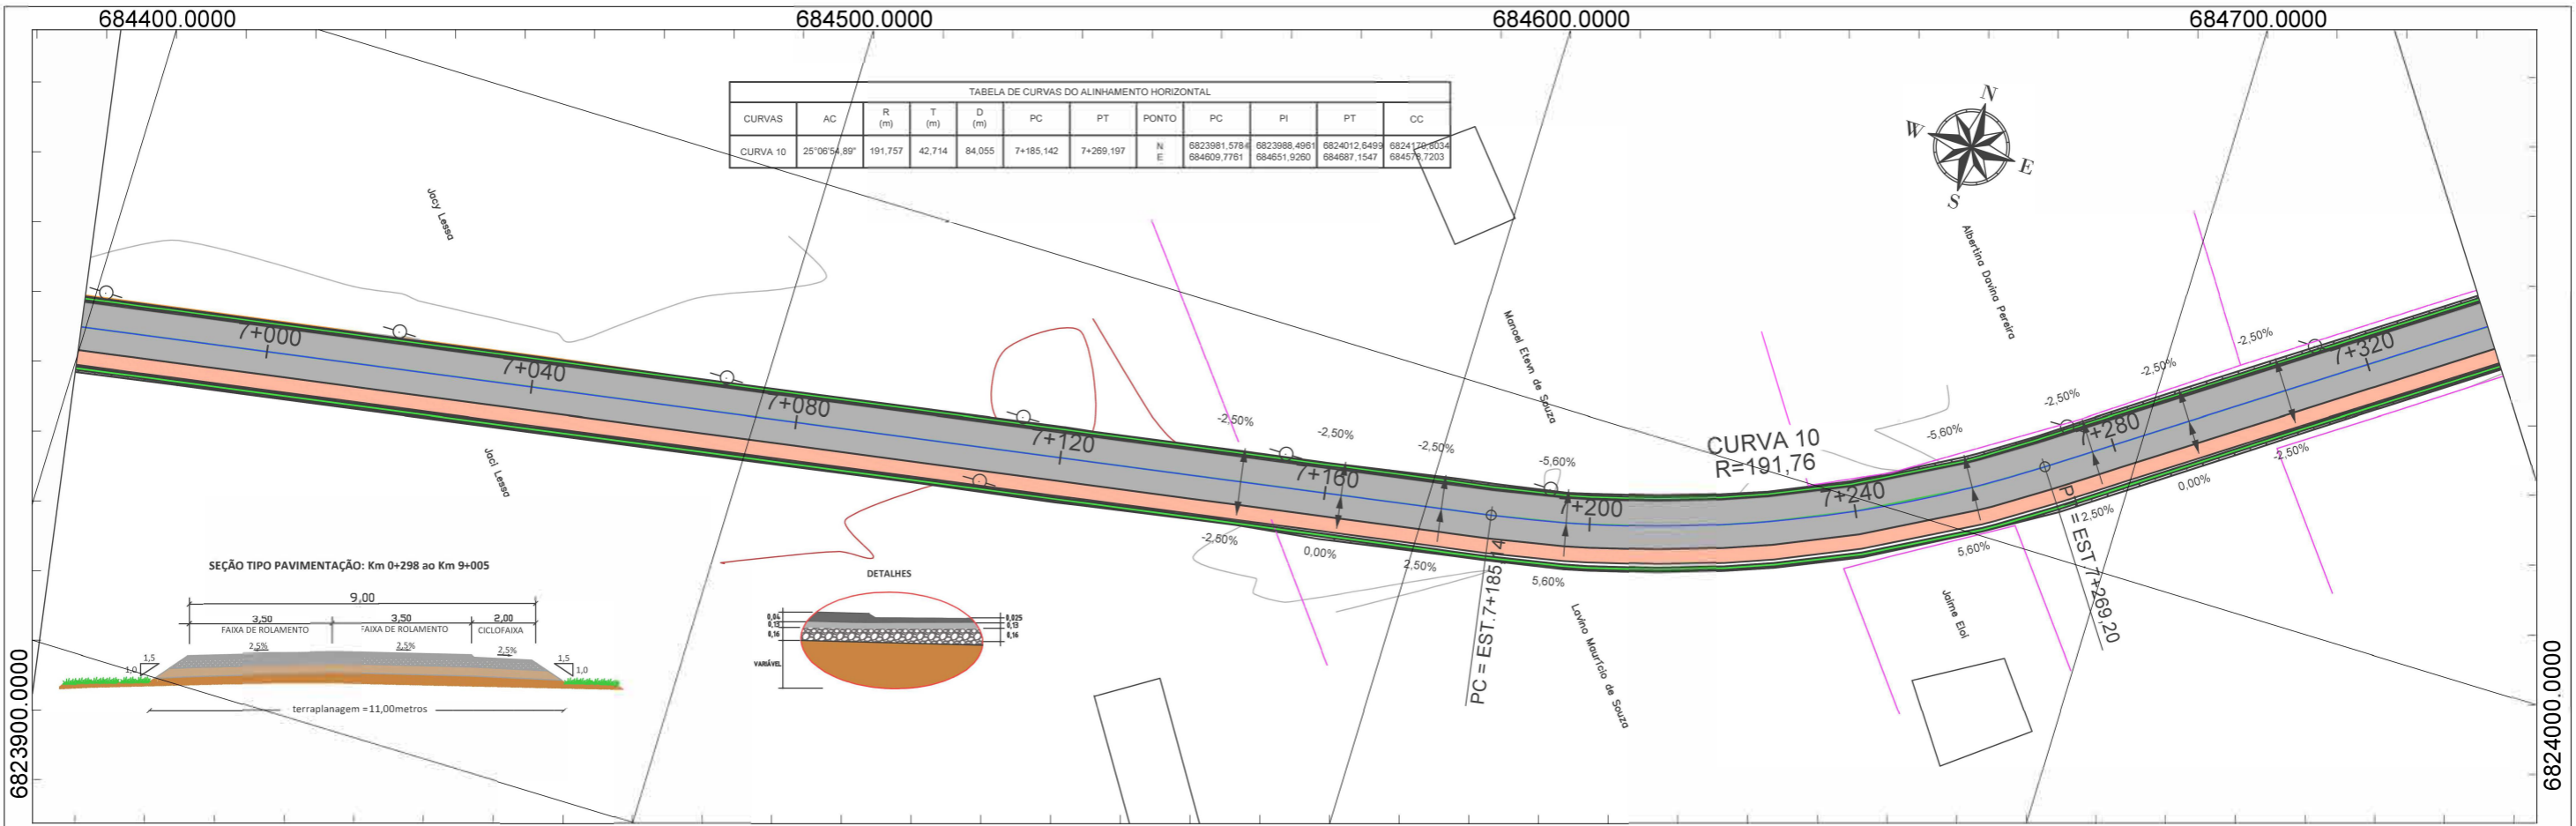 684400.0000
684500.0000
684600.0000
684700.0000
TABELA DE CURVAS DO ALINHAMENTO HORIZONTAL
CURVAS AC R (m) T (m) D (m) PC PT PONTO PC PI PT CC
CURVA 10 25°06'54,89" 191,757 42,714 84,055 7+185,142 7+269,197
N 6823981,5784 6823988,4961 6824012,6499
E 684609,7761 684651,9260 684687,1547 684578,7203
N
W
E
S
Jacy Lessa
Jaci Lessa
Manoel Etevn de Souza
Albertina Davina Pereira
Lavino Maurício de Souza
Jaime Eloi
7+000
7+040
7+080
7+120
7+160
7+200
7+240
7+280
7+320
CURVA 10
R=191,76
-2,50%
-2,50%
-2,50%
-5,60%
-5,60%
-2,50%
-2,50%
-2,50%
-2,50%
0,00%
2,50%
5,60%
5,60%
2,50%
0,00%
-2,50%
PC = EST.7+185,14
PT = EST 7+269,20
SEÇÃO TIPO PAVIMENTAÇÃO: Km 0+298 ao Km 9+005
9,00
3,50 3,50 2,00
FAIXA DE ROLAMENTO FAIXA DE ROLAMENTO CICLOFAIXA
2,5% 2,5% 2,5%
1,5
1,0
1,5
1,0
terraplanagem =11,00metros
DETALHES
0,04
0,13
0,16
VARIÁVEL
0,025
0,13
0,16
6823900.0000
6824000.0000